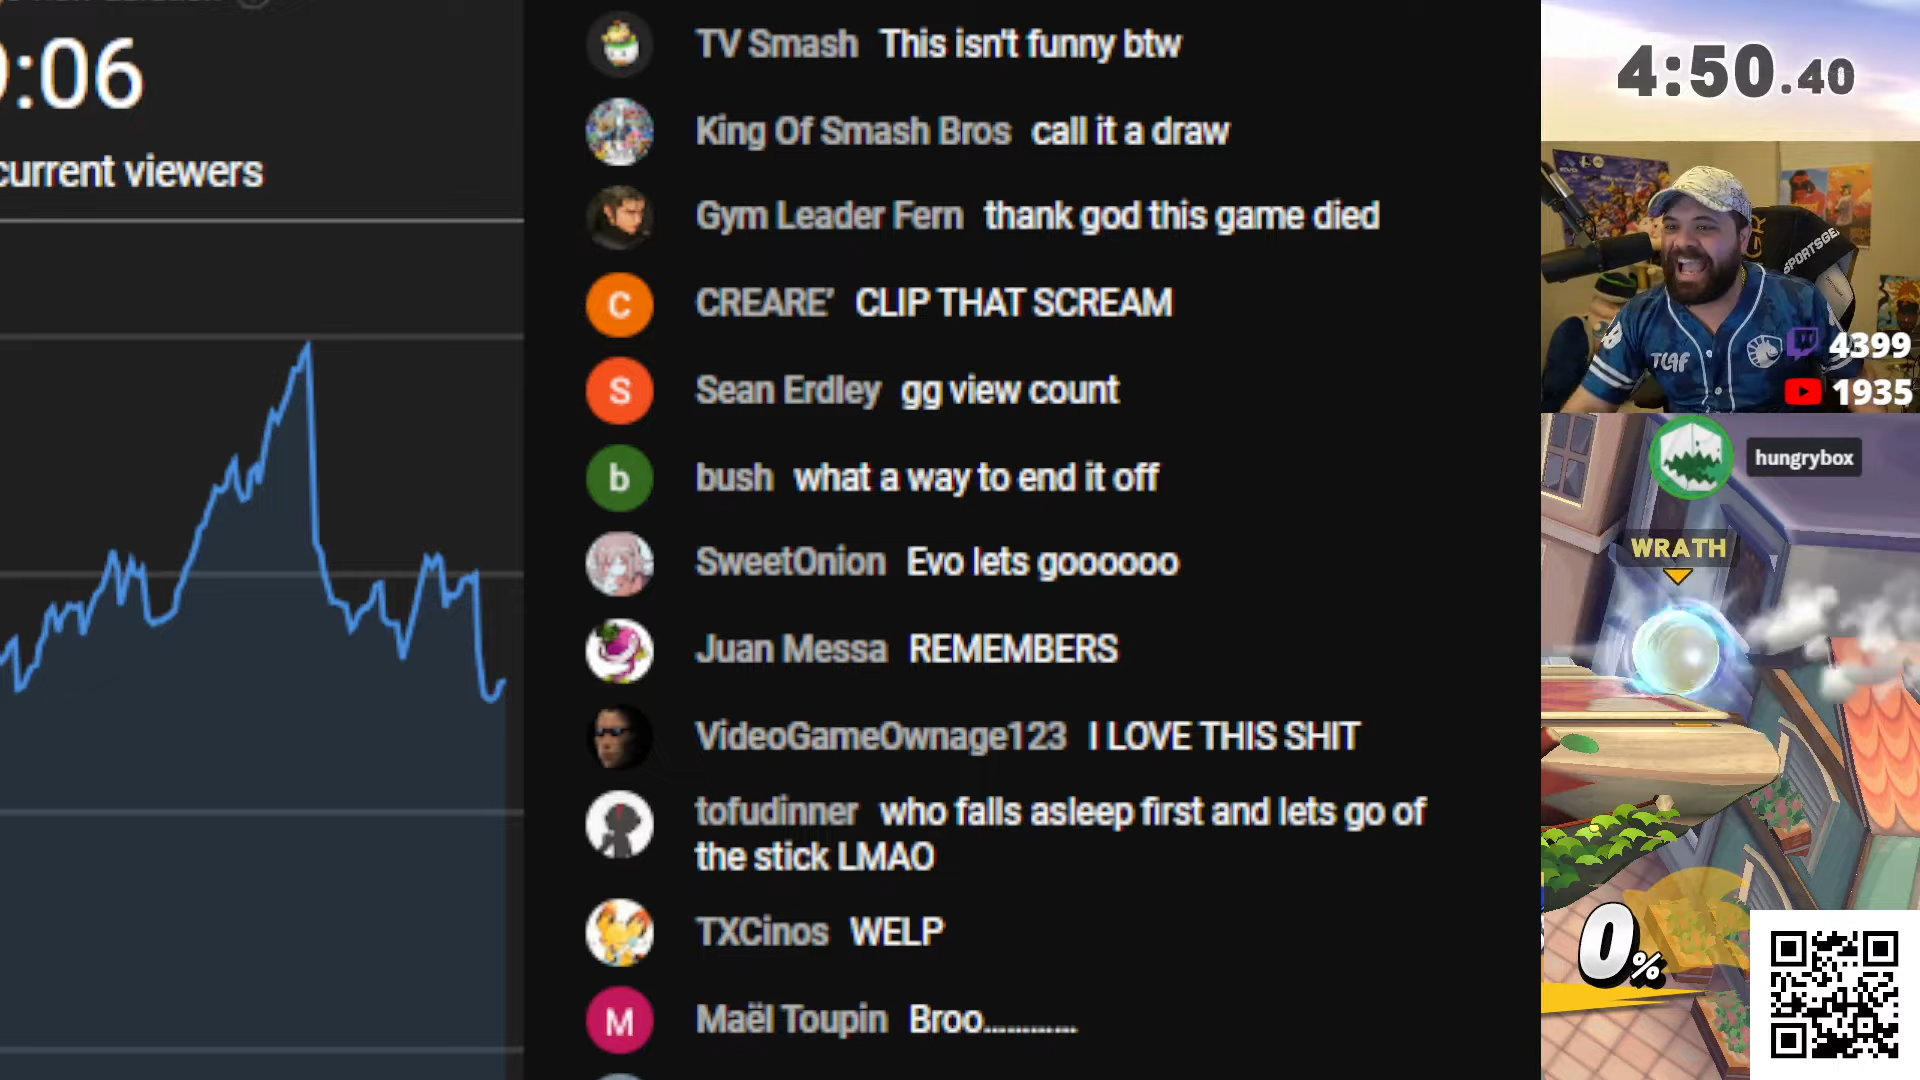 :06
current viewers
TV Smash This isn't funny btw
King Of Smash Bros call it a draw
Gym Leader Fern thank god this game died
C CREARE' CLIP THAT SCREAM
S Sean Erdley gg view count
b bush what a way to end it off
SweetOnion Evo lets goooooo
Juan Messa REMEMBERS
VideoGameOwnage123 I LOVE THIS SHIT
tofudinner who falls asleep first and lets go of
the stick LMAO
TXCinos WELP
M Maël Toupin Broo............
4:50.40
SPORTSGE
TLAF
4399
1935
hungrybox
WRATH
0%